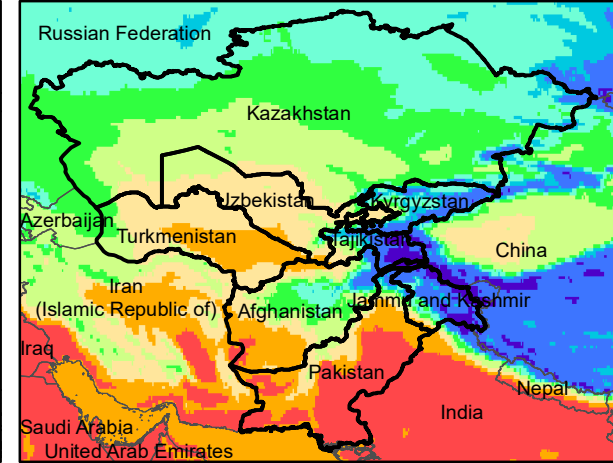 Russian Federation
Kazakhstan
Uzbekistan
Kyrgyzstan
Azerbaijan
Turkmenistan
Tajikistan
China
Iran
(Islamic Republic of)
Afghanistan
Jammu and Kashmir
Iraq
Pakistan
Nepal
India
Saudi Arabia
United Arab Emirates